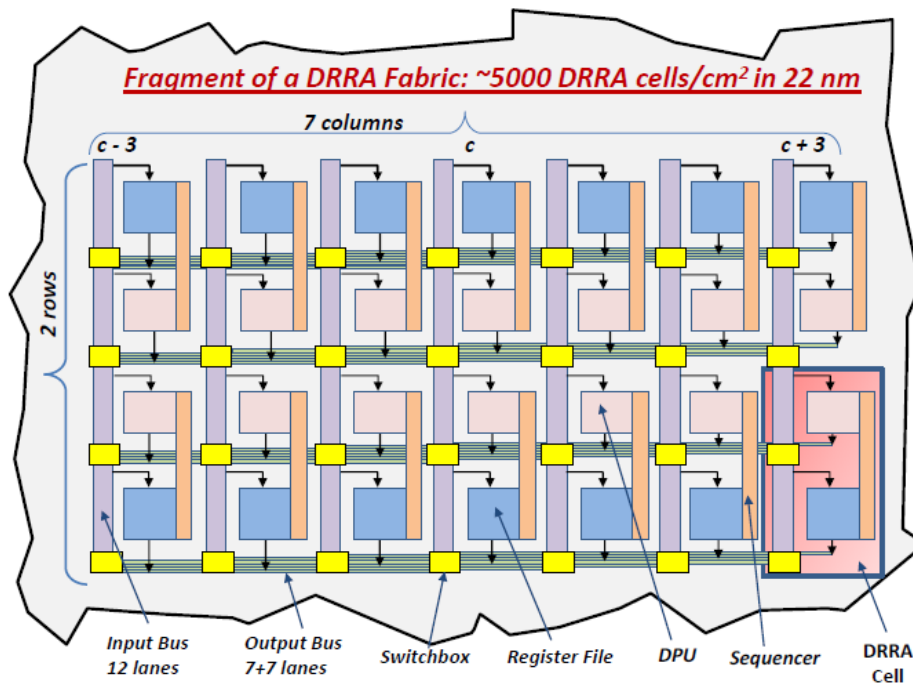 Fragment of a DRRA Fabric: ~5000 DRRA cells/cm² in 22 nm
7 columns
c - 3
c
c + 3
2 rows
Input Bus
12 lanes
Output Bus
7+7 lanes
Switchbox
Register File
DPU
Sequencer
DRRA
Cell